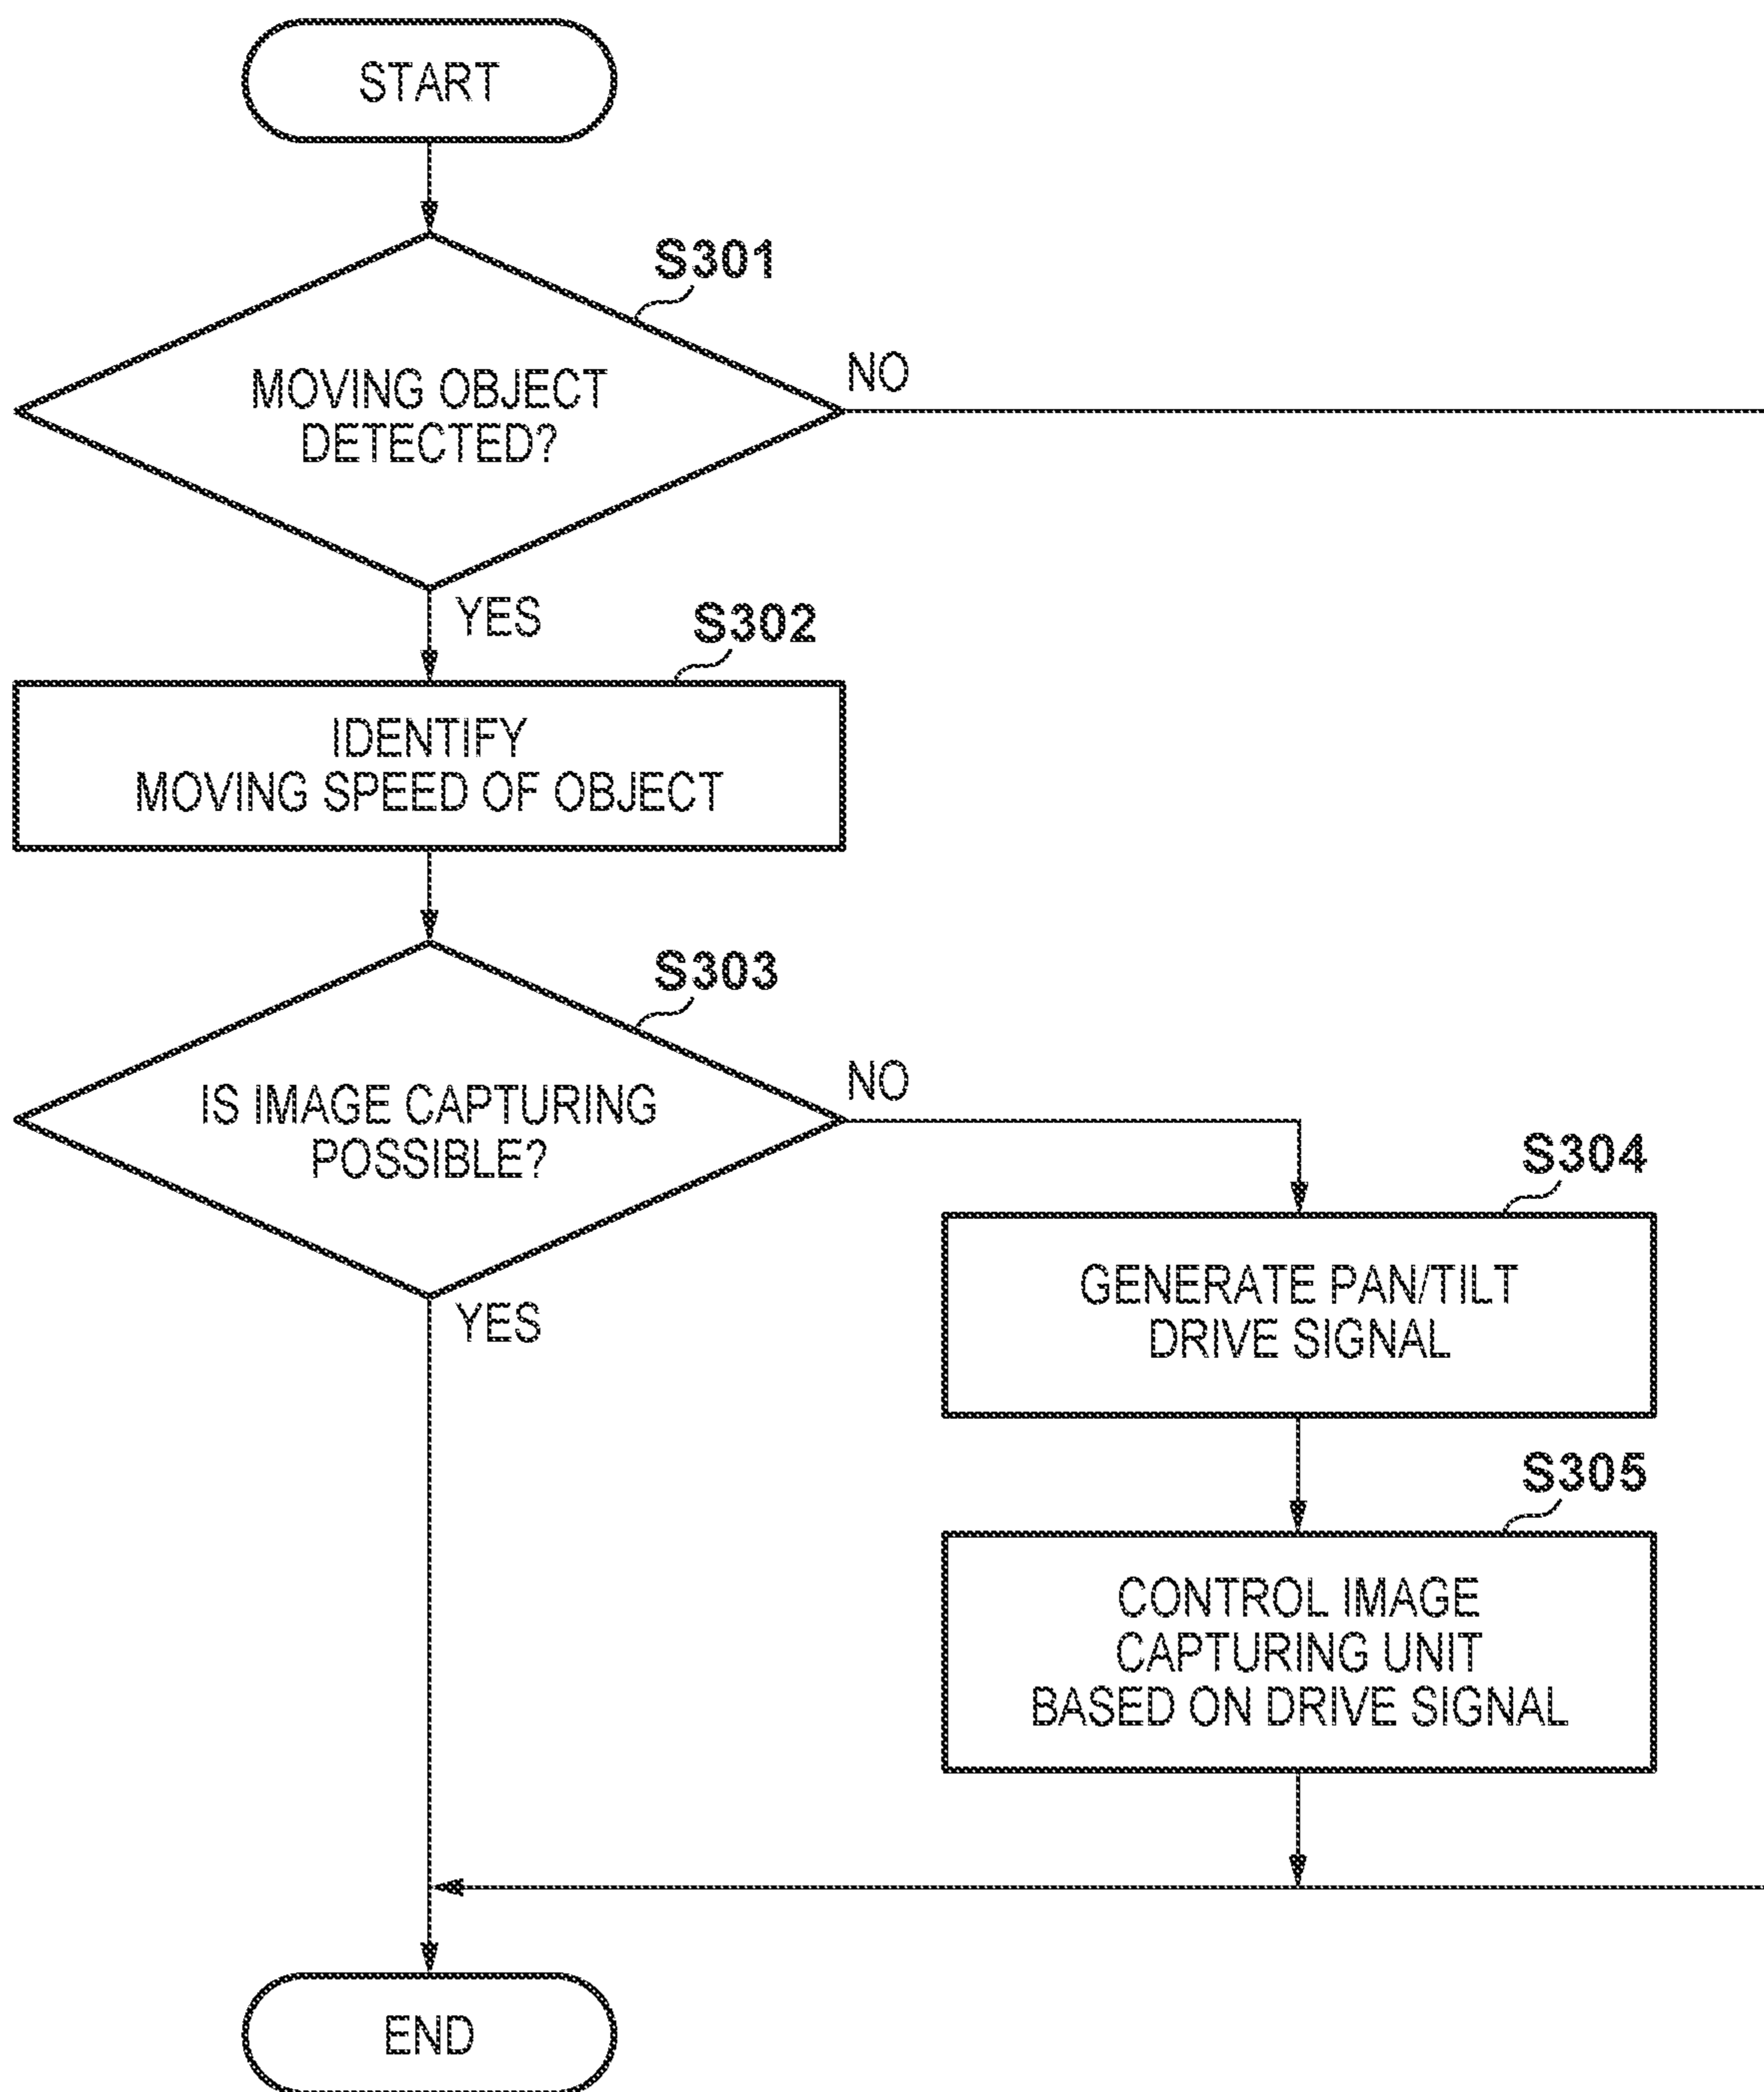 START
S301
MOVING OBJECT
DETECTED?
NO
YES
S302
IDENTIFY
MOVING SPEED OF OBJECT
S303
IS IMAGE CAPTURING
POSSIBLE?
NO
YES
S304
GENERATE PAN/TILT
DRIVE SIGNAL
S305
CONTROL IMAGE
CAPTURING UNIT
BASED ON DRIVE SIGNAL
END